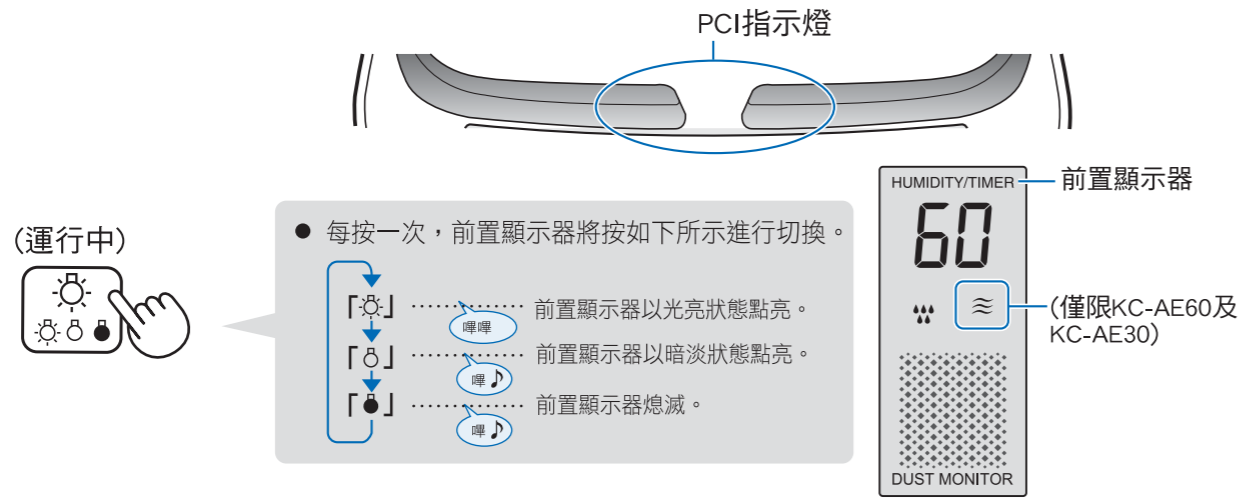 PCI指示燈
HUMIDITY/TIMER
前置顯示器
60
(運行中)
● 每按一次，前置顯示器將按如下所示進行切換。
「」 ············· 前置顯示器以光亮狀態點亮。
嗶嗶
(僅限KC-AE60及
KC-AE30)
「」 ············· 前置顯示器以暗淡狀態點亮。
嗶♪
「」 ············· 前置顯示器熄滅。
嗶♪
DUST MONITOR